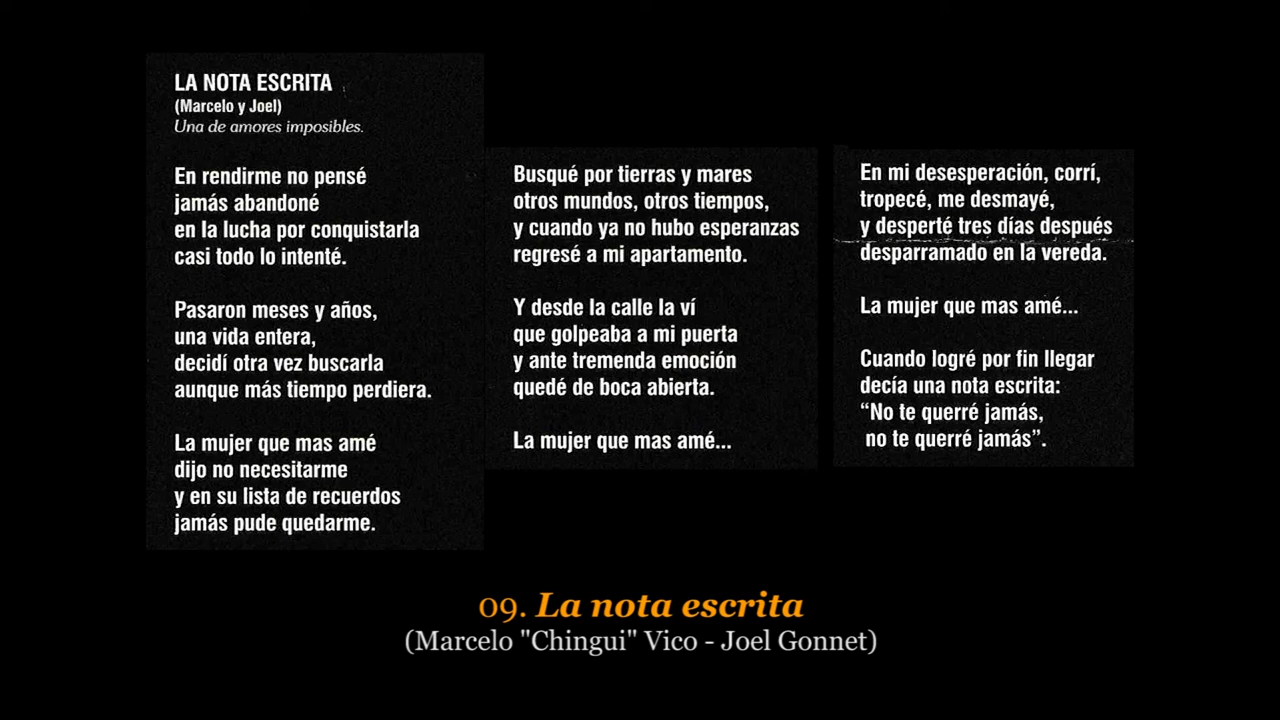 LA NOTA ESCRITA
(Marcelo y Joel)
Una de amores imposibles.
En rendirme no pensé
jamás abandoné
en la lucha por conquistarla
casi todo lo intenté.
Pasaron meses y años,
una vida entera,
decidí otra vez buscarla
aunque más tiempo perdiera.
La mujer que mas amé
dijo no necesitarme
y en su lista de recuerdos
jamás pude quedarme.
Busqué por tierras y mares
otros mundos, otros tiempos,
y cuando ya no hubo esperanzas
regresé a mi apartamento.
Y desde la calle la ví
que golpeaba a mi puerta
y ante tremenda emoción
quedé de boca abierta.
La mujer que mas amé...
En mi desesperación, corrí,
tropecé, me desmayé,
y desperté tres días después
desparramado en la vereda.
La mujer que mas amé...
Cuando logré por fin llegar
decía una nota escrita:
“No te querré jamás,
no te querré jamás”.
09. La nota escrita
(Marcelo "Chingui" Vico - Joel Gonnet)